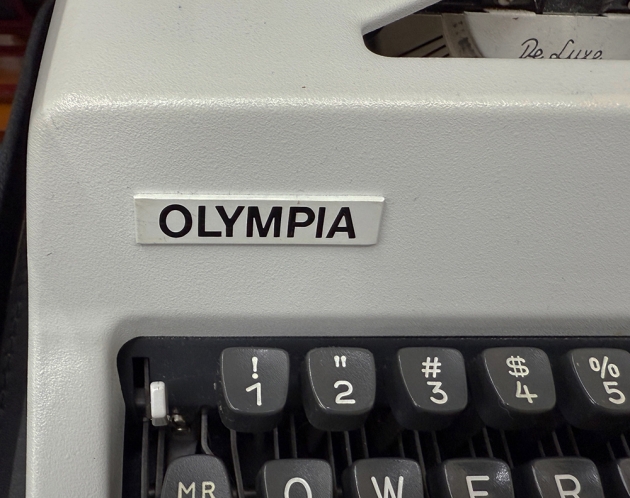 De Luxe
OLYMPIA
! " # $ %
1 2 3 4 5
MR Q W E R